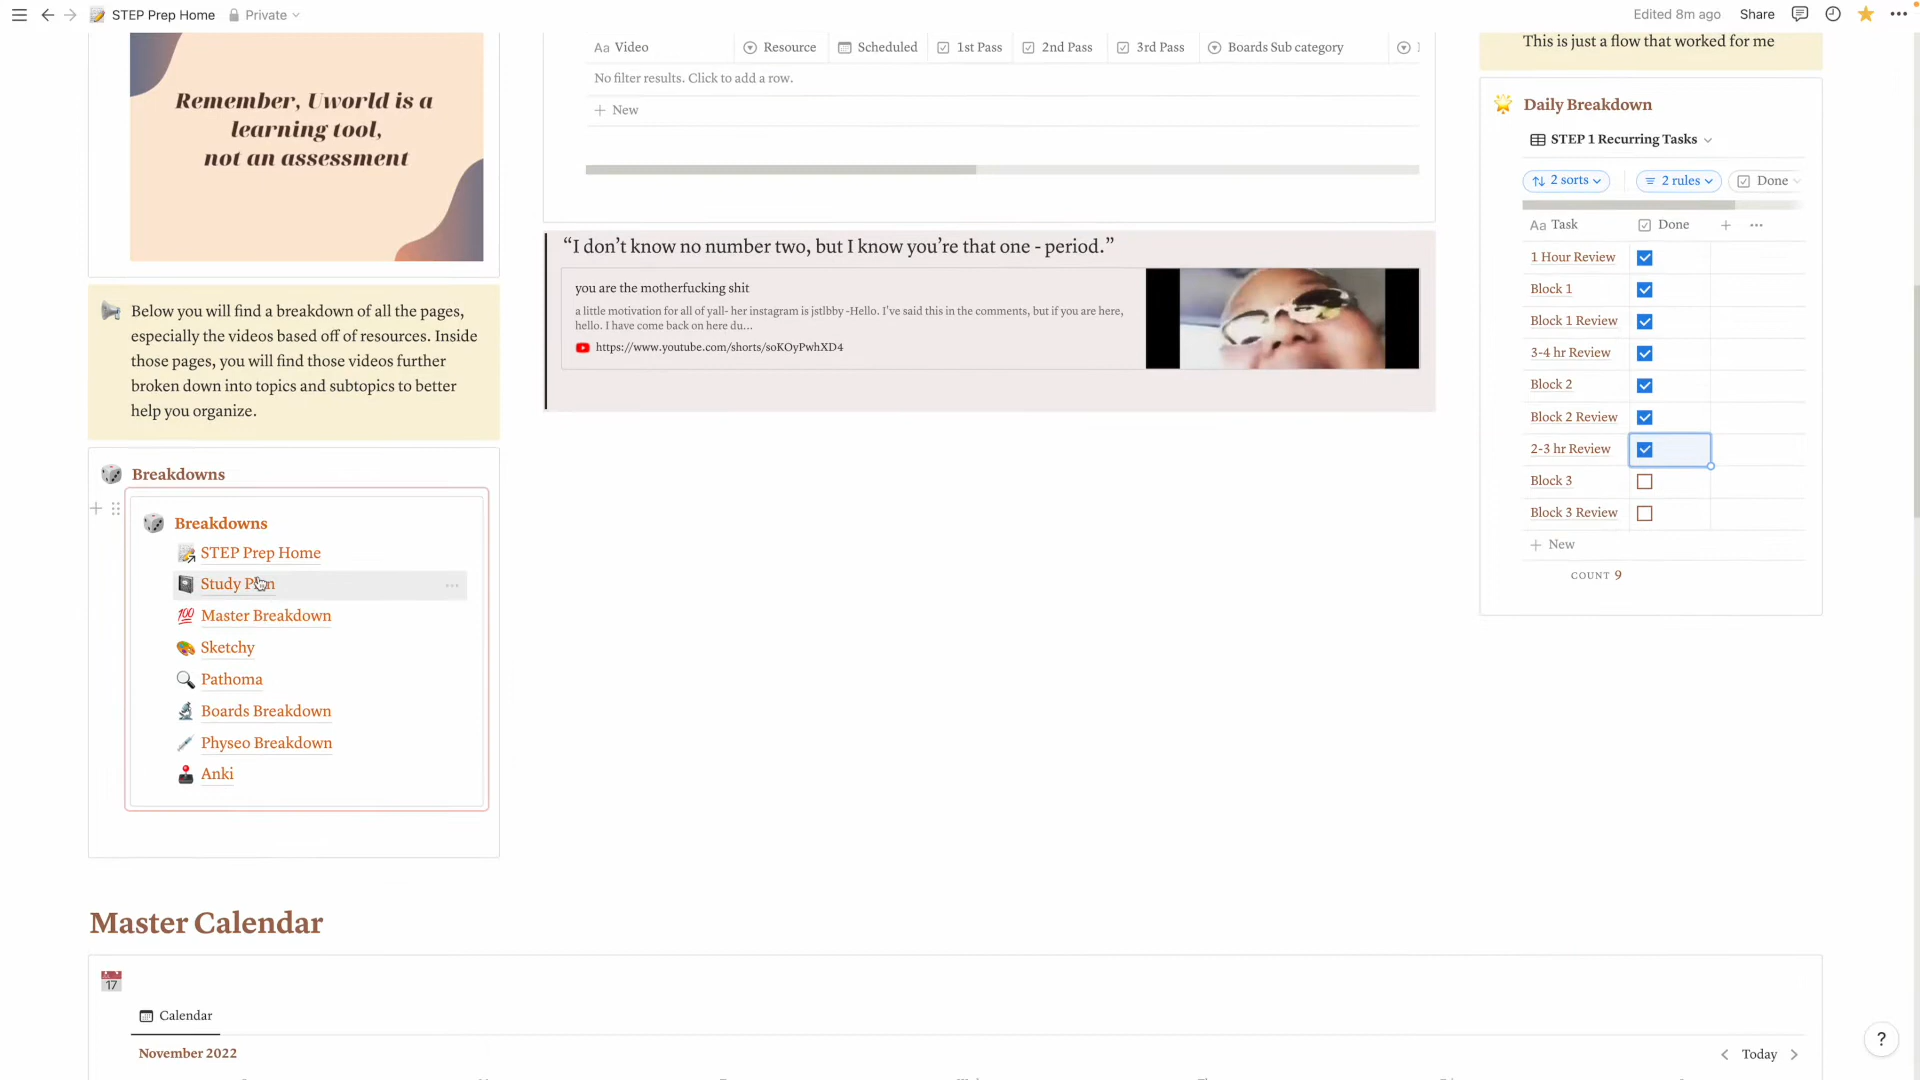 STEP Prep Home Private
Edited 8m ago Share
Remember, Uworld is a
learning tool,
not an assessment
Below you will find a breakdown of all the pages,
especially the videos based off of resources. Inside
those pages, you will find those videos further
broken down into topics and subtopics to better
help you organize.
Breakdowns
Breakdowns
STEP Prep Home
Study Plan
Master Breakdown
Sketchy
Pathoma
Boards Breakdown
Physeo Breakdown
Anki
Aa Video Resource Scheduled 1st Pass 2nd Pass 3rd Pass Boards Sub category
No filter results. Click to add a row.
+ New
“I don’t know no number two, but I know you’re that one - period.”
you are the motherfucking shit
a little motivation for all of yall- her instagram is jstlbby -Hello. I’ve said this in the comments, but if you are here,
hello. I have come back on here du...
https://www.youtube.com/shorts/soKOyPwhXD4
This is just a flow that worked for me
Daily Breakdown
STEP 1 Recurring Tasks
2 sorts 2 rules Done
Aa Task Done + ...
1 Hour Review
Block 1
Block 1 Review
3-4 hr Review
Block 2
Block 2 Review
2-3 hr Review
Block 3
Block 3 Review
+ New
COUNT 9
Master Calendar
17
Calendar
November 2022 Today
?